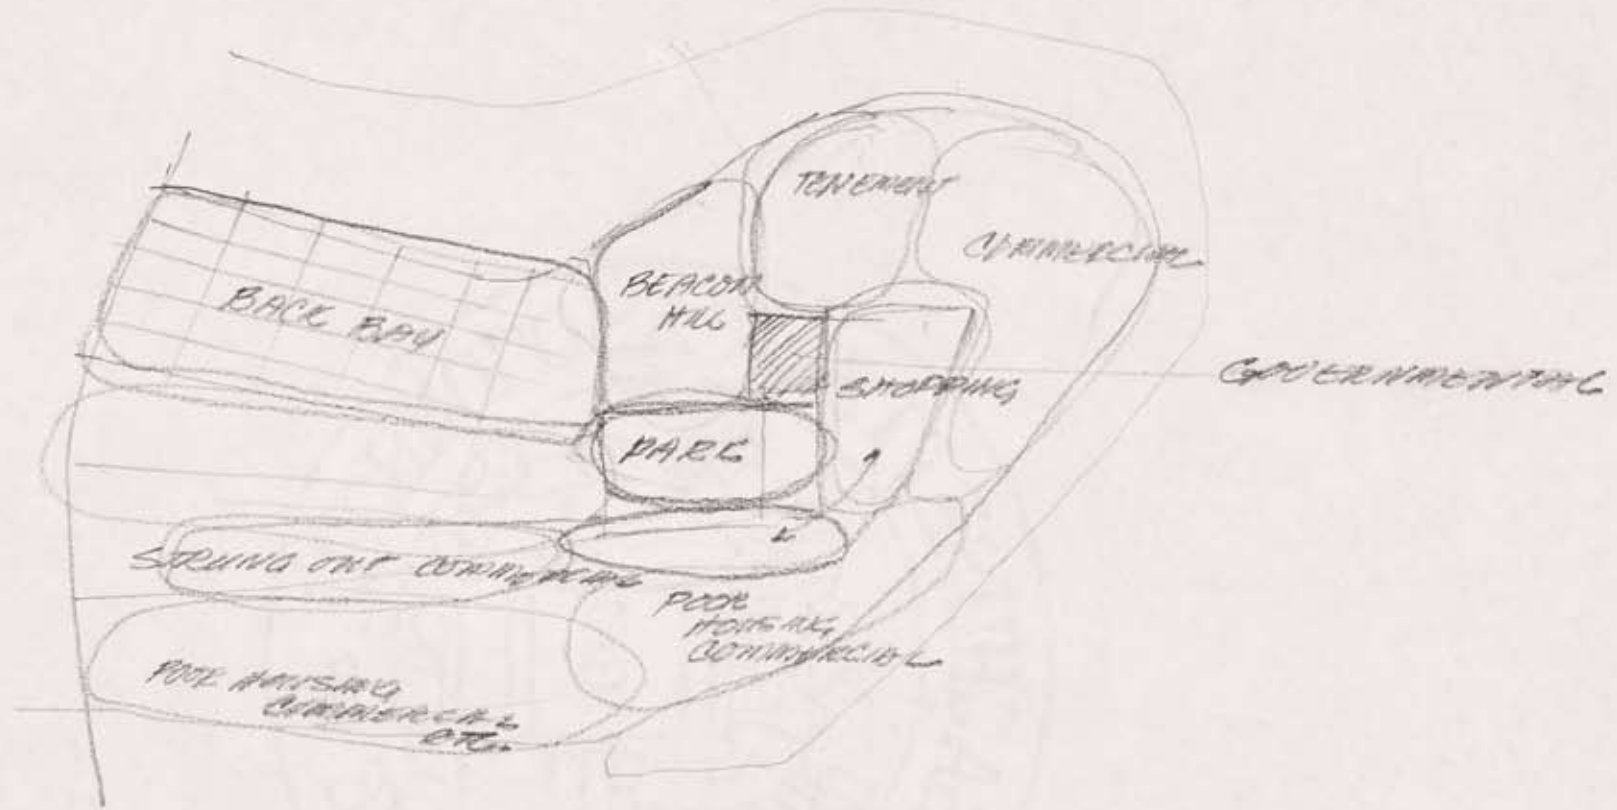 TENEMENT
COMMERCIAL
BEACON
HILL
BACK BAY
GOVERNMENTAL
SHOPPING
PARK
STRUNG OUT COMMERCIAL
POOR
HOUSING
COMMERCIAL
POOR HOUSING
COMMERCIAL
ETC.